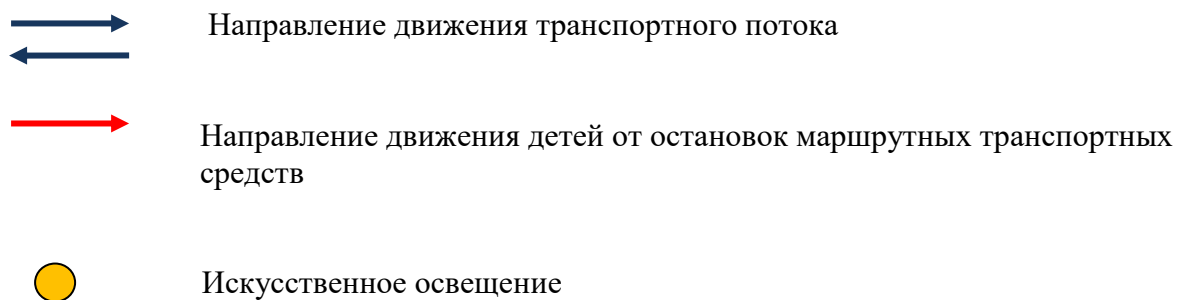 Направление движения транспортного потока
Направление движения детей от остановок маршрутных транспортных
средств
Искусственное освещение